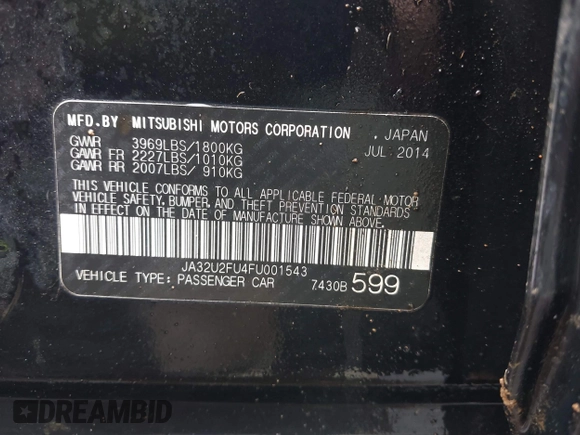 MFD.BY MITSUBISHI MOTORS CORPORATION JAPAN
GVWR 3969LBS/1800KG JUL 2014
GAWR FR 2227LBS/1010KG
GAWR RR 2007LBS/ 910KG
THIS VEHICLE CONFORMS TO ALL APPLICABLE FEDERAL MOTOR
VEHICLE SAFETY, BUMPER, AND THEFT PREVENTION STANDARDS
IN EFFECT ON THE DATE OF MANUFACTURE SHOWN ABOVE.
JA32U2FU4FU001543
VEHICLE TYPE: PASSENGER CAR 7430B 599
DREAMBID